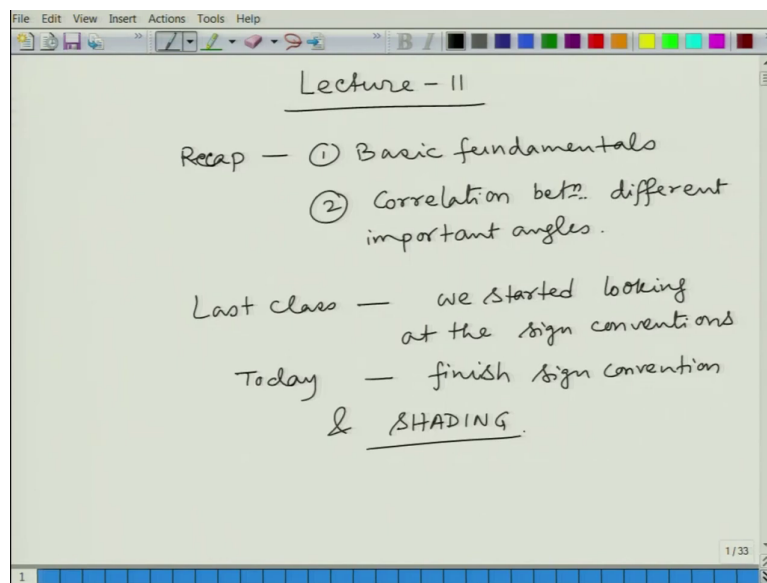 File Edit View Insert Actions Tools Help
B I
Lecture - 11
Recap — ① Basic fundamentals
② Correlation betn. different
important angles.
Last class — we started looking
at the sign conventions
Today — finish sign convention
& SHADING.
1 / 33
1